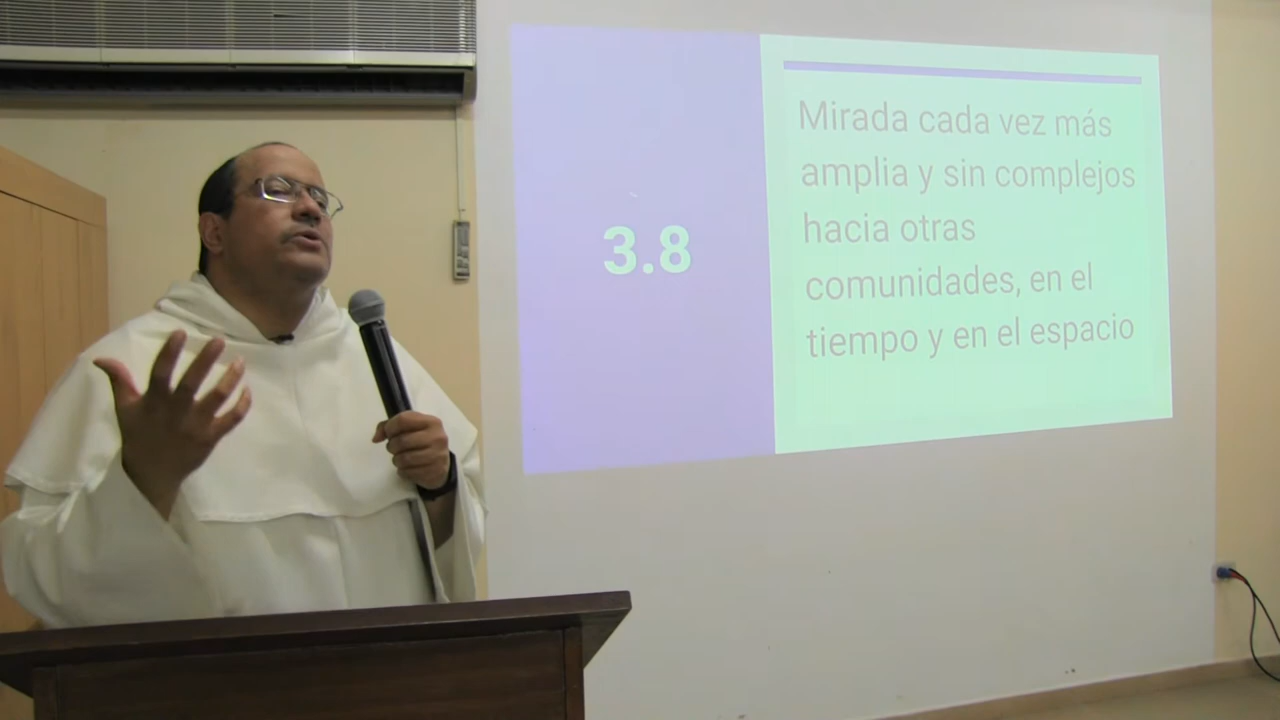 3.8
Mirada cada vez más
amplia y sin complejos
hacia otras
comunidades, en el
tiempo y en el espacio